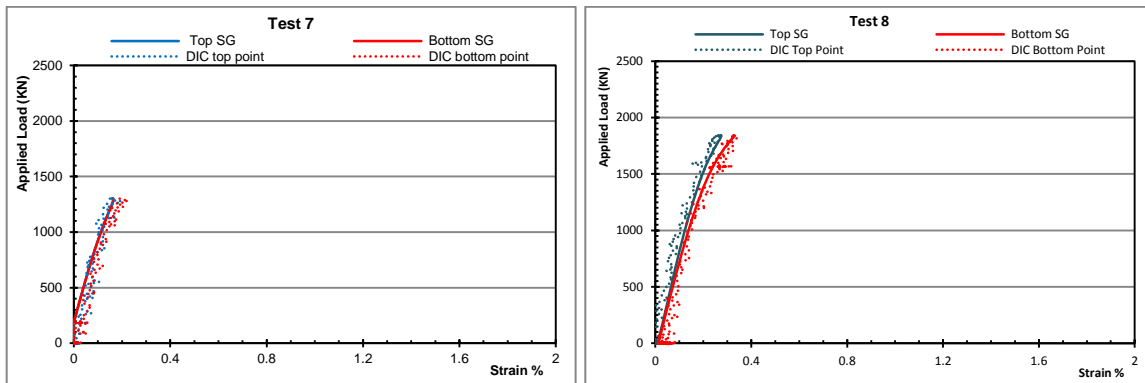 Test 7
Top SG
Bottom SG
DIC top point
DIC bottom point
2500
2000
1500
1000
500
0
Applied Load (KN)
0 0.4 0.8 1.2 1.6 2
Strain %
Test 8
Top SG
Bottom SG
DIC Top Point
DIC Bottom Point
2500
2000
1500
1000
500
0
Applied Load (KN)
0 0.4 0.8 1.2 1.6 2
Strain %